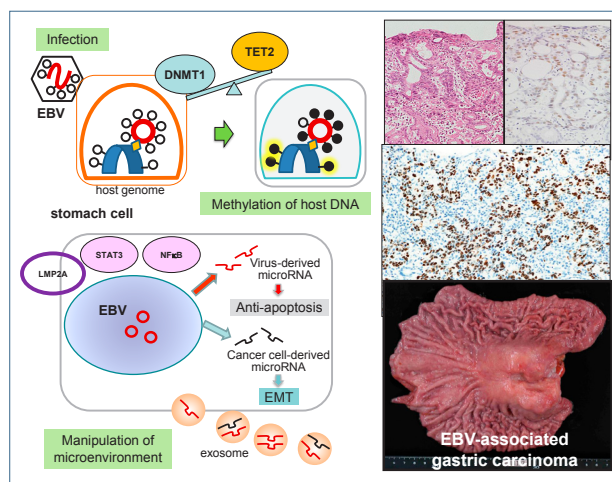 Infection
EBV
DNMT1
TET2
host genome
stomach cell
Methylation of host DNA
LMP2A
STAT3
NFκB
EBV
Virus-derived
microRNA
Anti-apoptosis
Cancer cell-derived
microRNA
EMT
Manipulation of
microenvironment
exosome
EBV-associated
gastric carcinoma